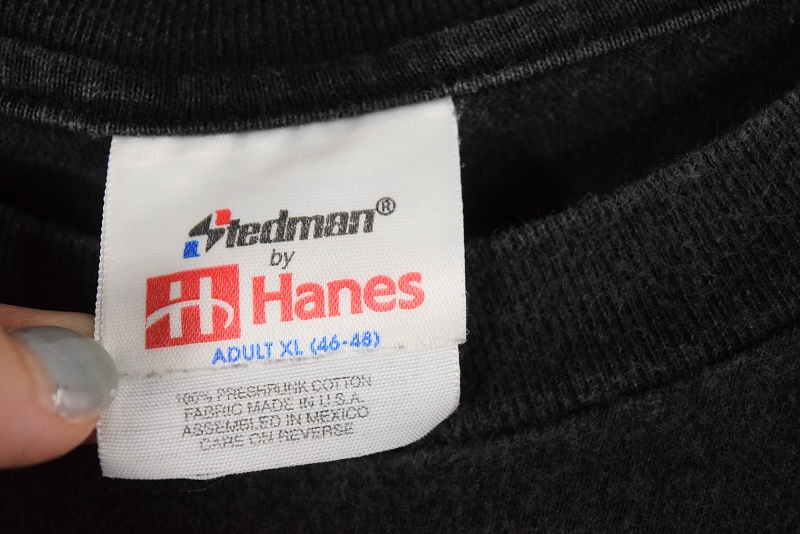 Stedman®
by
H Hanes
ADULT XL (46-48)
100% PRESHRUNK COTTON
FABRIC MADE IN U.S.A.
ASSEMBLED IN MEXICO
CARE ON REVERSE